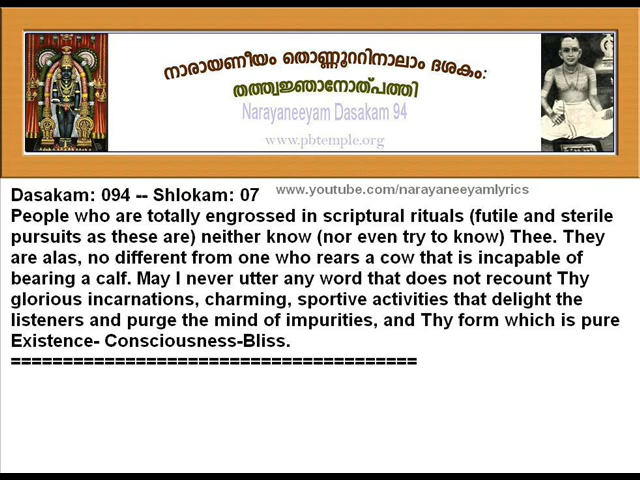 നാരായണീയം തൊണ്ണൂററിനാലാം ദശകം:
തത്ത്വജ്ഞാനോത്പത്തി
Narayaneeyam Dasakam 94
www.pbtemple.org
Dasakam: 094 -- Shlokam: 07 www.youtube.com/narayaneeyamlyrics
People who are totally engrossed in scriptural rituals (futile and sterile
pursuits as these are) neither know (nor even try to know) Thee. They
are alas, no different from one who rears a cow that is incapable of
bearing a calf. May I never utter any word that does not recount Thy
glorious incarnations, charming, sportive activities that delight the
listeners and purge the mind of impurities, and Thy form which is pure
Existence- Consciousness-Bliss.
=======================================